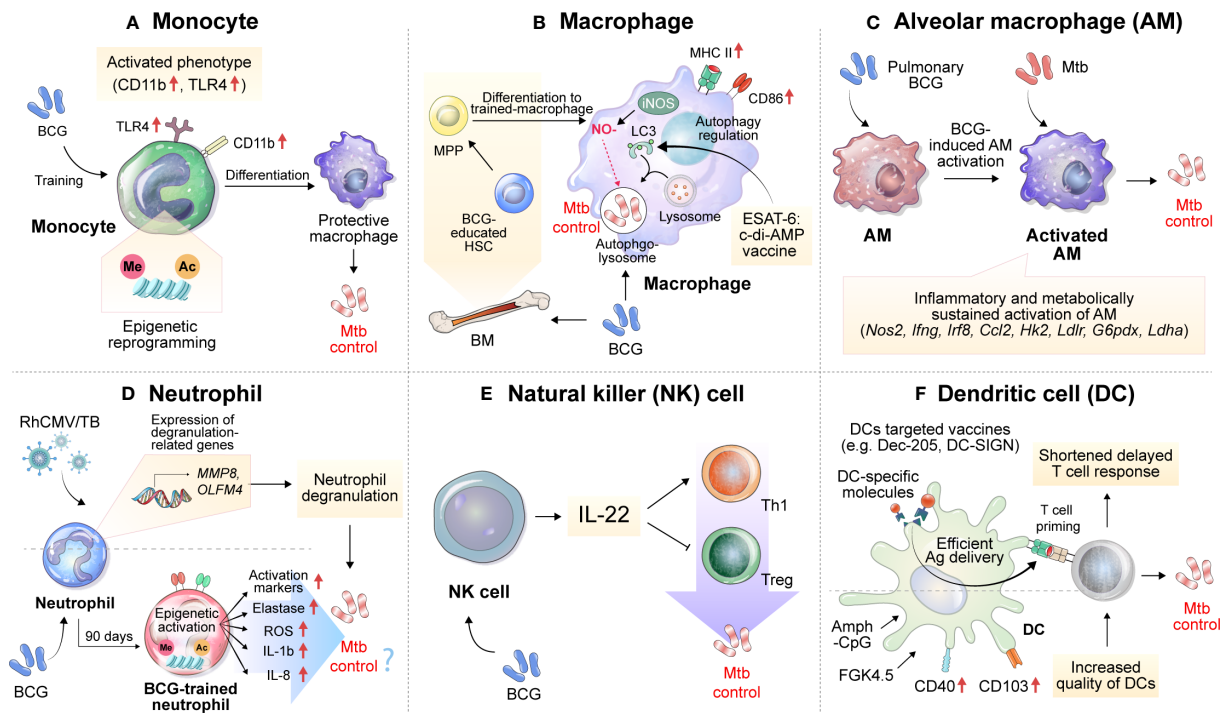 A Monocyte
Activated phenotype
(CD11b↑, TLR4↑)
BCG
TLR4↑
CD11b↑
Training
Differentiation
Monocyte
Protective
macrophage
Me
Ac
Epigenetic
reprogramming
Mtb
control
B Macrophage
MHC II↑
CD86↑
Differentiation to
trained-macrophage
iNOS
NO-
LC3
Autophagy
regulation
MPP
BCG-
educated
HSC
Mtb
control
Lysosome
Autophgo-
lysosome
ESAT-6:
c-di-AMP
vaccine
Macrophage
BM
BCG
C Alveolar macrophage (AM)
Pulmonary
BCG
Mtb
BCG-
induced AM
activation
AM
Activated
AM
Mtb
control
Inflammatory and metabolically
sustained activation of AM
(Nos2, Ifng, Irf8, Ccl2, Hk2, Ldlr, G6pdx, Ldha)
D Neutrophil
RhCMV/TB
Expression of
degranulation-
related genes
MMP8,
OLFM4
Neutrophil
degranulation
Neutrophil
90 days
BCG
Epigenetic
activation
Me
Ac
BCG-trained
neutrophil
Activation
markers ↑
Elastase ↑
ROS ↑
IL-1b ↑
IL-8 ↑
Mtb
control ?
E Natural killer (NK) cell
NK cell
IL-22
Th1
Treg
BCG
Mtb
control
F Dendritic cell (DC)
DCs targeted vaccines
(e.g. Dec-205, DC-SIGN)
DC-specific
molecules
Shortened delayed
T cell response
T cell
priming
Efficient
Ag delivery
Mtb
control
Amph
-CpG
FGK4.5
DC
CD40↑
CD103↑
Increased
quality of DCs